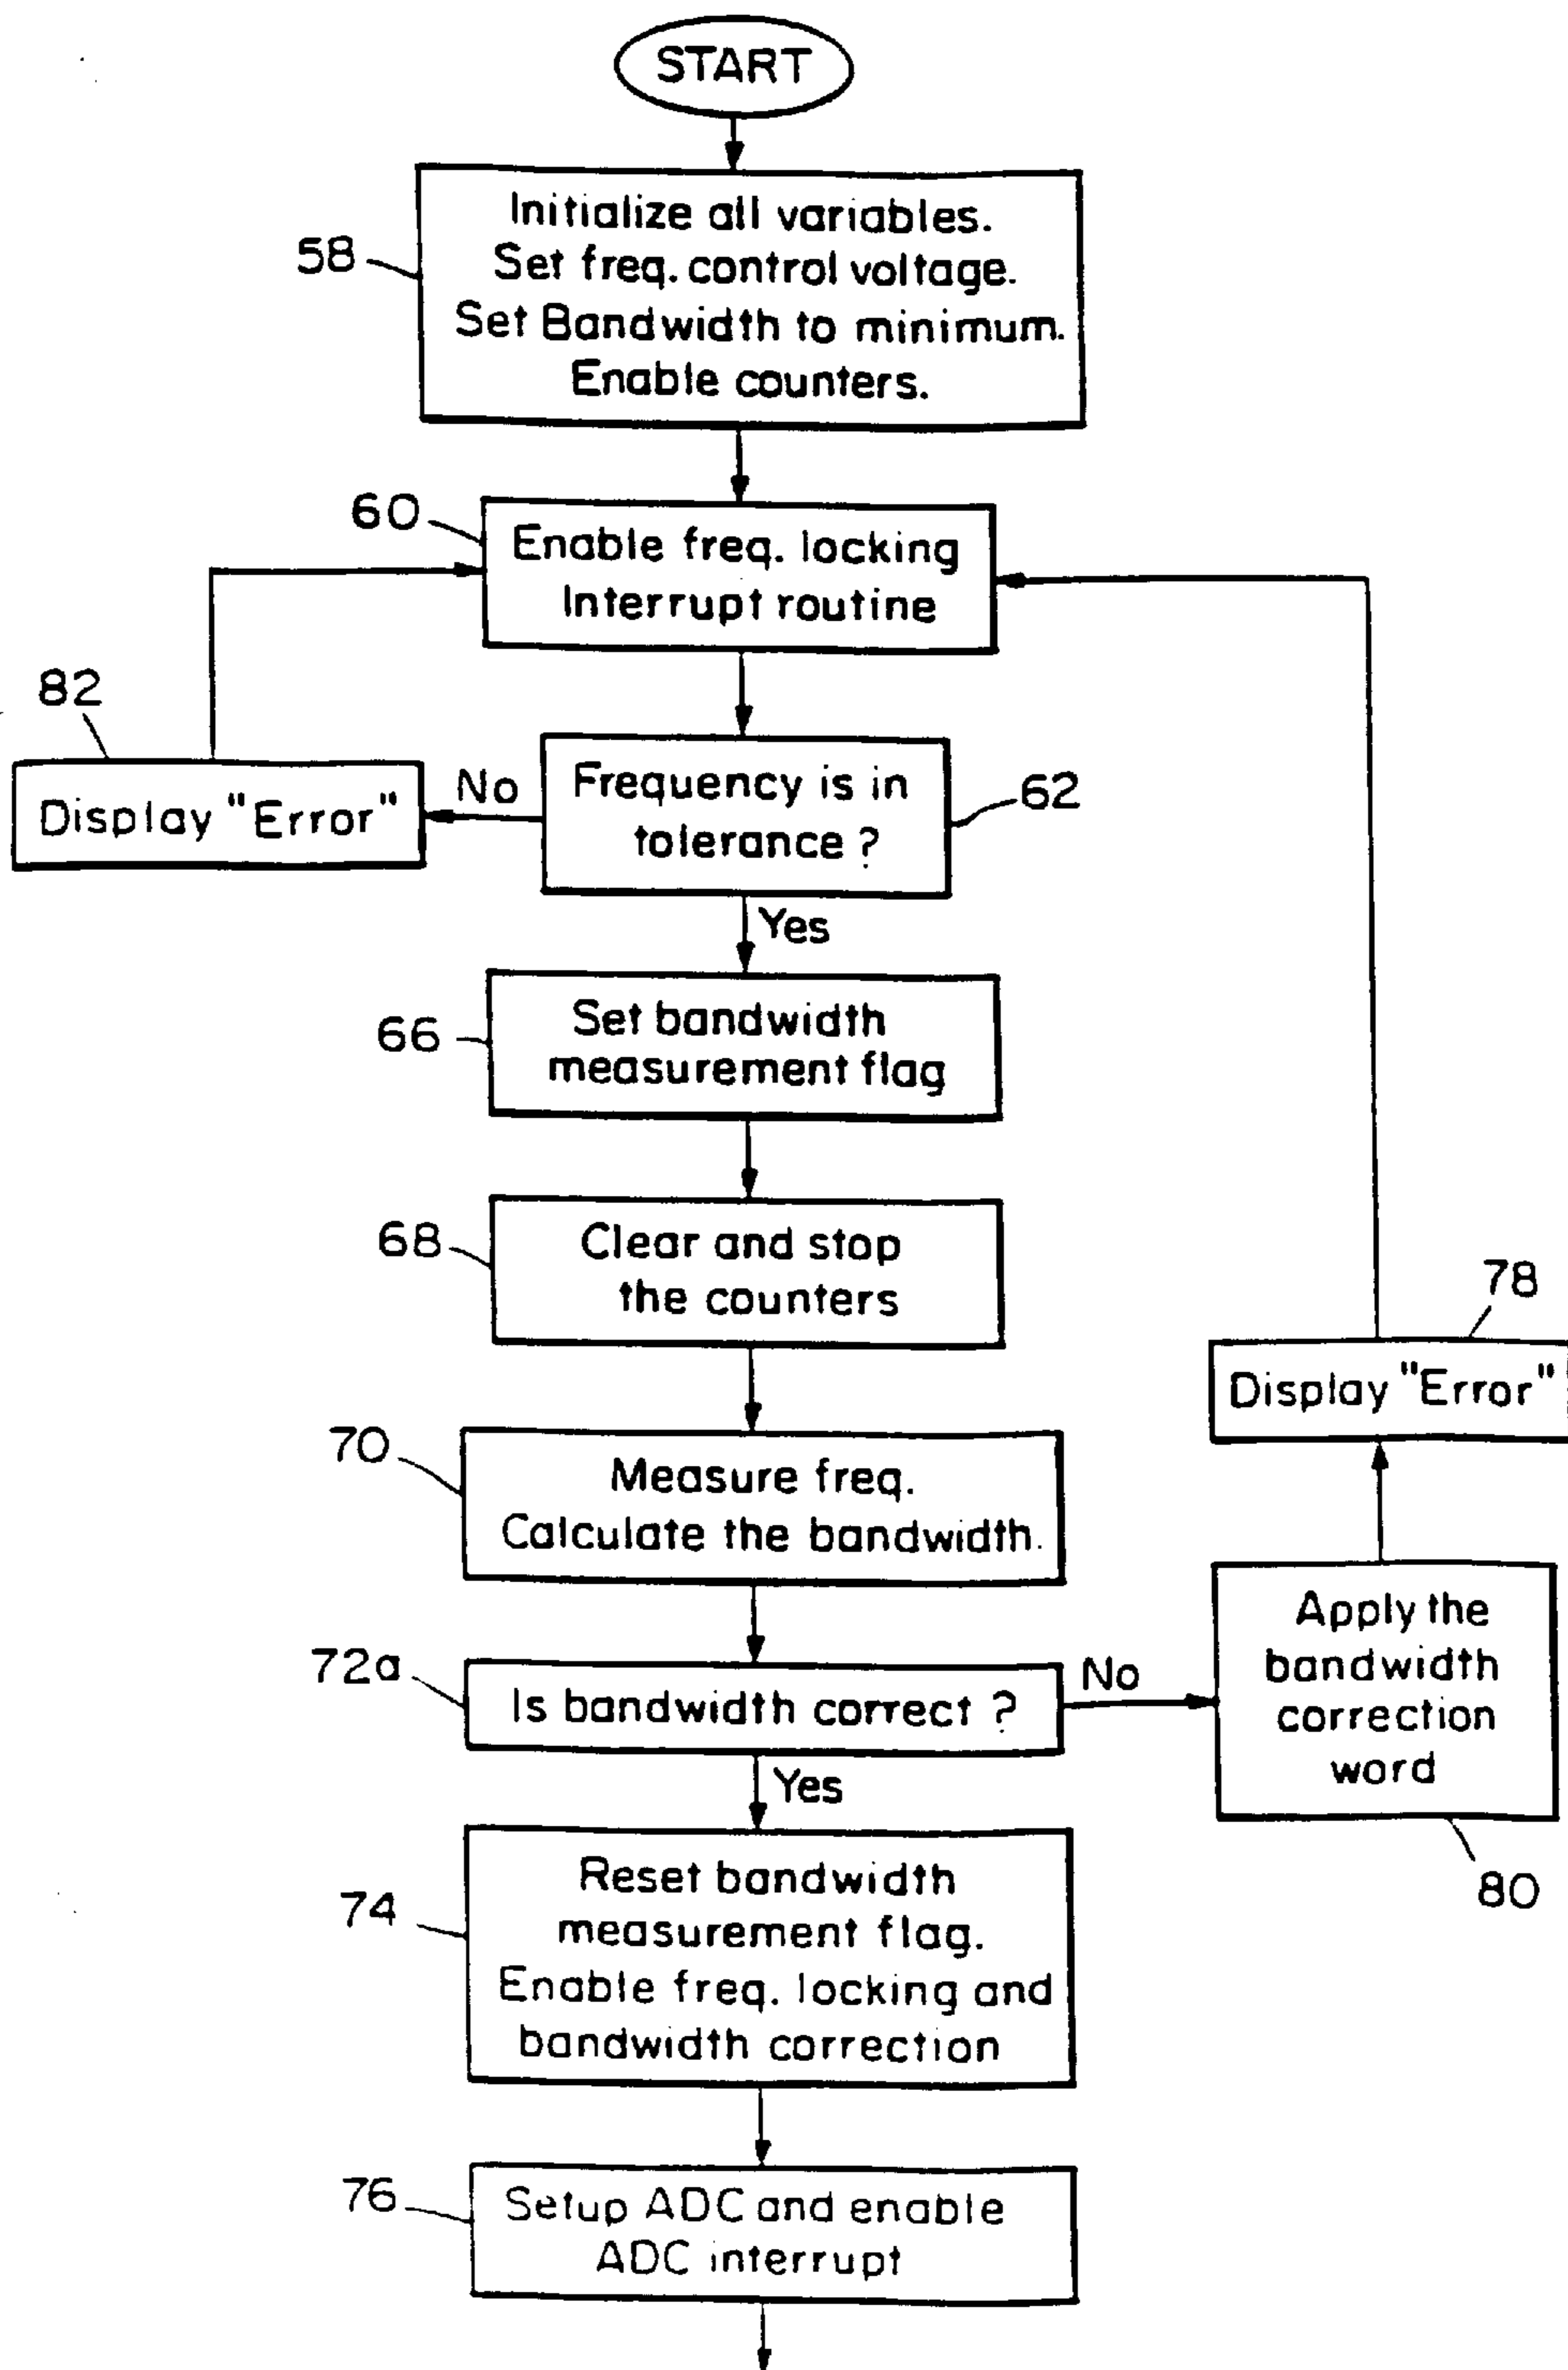 START
58
Initialize all variables.
Set freq. control voltage.
Set Bandwidth to minimum.
Enable counters.
60
Enable freq. locking
Interrupt routine
82
Display "Error"
No
Frequency is in
tolerance ?
62
Yes
66
Set bandwidth
measurement flag
68
Clear and stop
the counters
78
Display "Error"
70
Measure freq.
Calculate the bandwidth.
72a
Is bandwidth correct ?
No
Apply the
bandwidth
correction
word
80
Yes
74
Reset bandwidth
measurement flag.
Enable freq. locking and
bandwidth correction
76
Setup ADC and enable
ADC interrupt